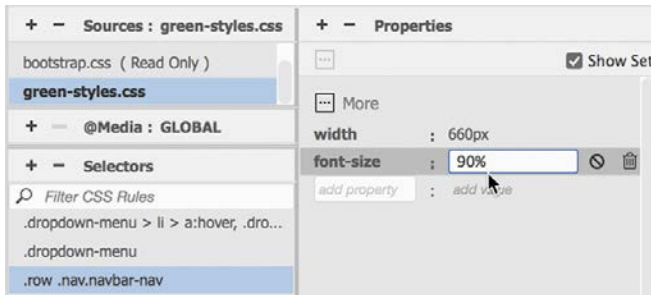 + − Sources : green-styles.css
bootstrap.css ( Read Only )
green-styles.css
+ − @Media : GLOBAL
+ − Selectors
Filter CSS Rules
.dropdown-menu > li > a:hover, .dro...
.dropdown-menu
.row .nav.navbar-nav
+ − Properties
Show Set
More
width : 660px
font-size : 90%
add property : add value